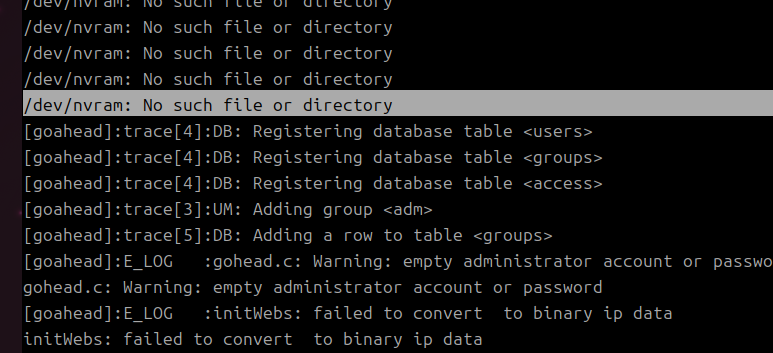 /dev/nvram: No such file or directory
/dev/nvram: No such file or directory
/dev/nvram: No such file or directory
/dev/nvram: No such file or directory
/dev/nvram: No such file or directory
[goahead]:trace[4]:DB: Registering database table <users>
[goahead]:trace[4]:DB: Registering database table <groups>
[goahead]:trace[4]:DB: Registering database table <access>
[goahead]:trace[3]:UM: Adding group <adm>
[goahead]:trace[5]:DB: Adding a row to table <groups>
[goahead]:E_LOG   :gohead.c: Warning: empty administrator account or passwo
gohead.c: Warning: empty administrator account or password
[goahead]:E_LOG   :initWebs: failed to convert  to binary ip data
initWebs: failed to convert  to binary ip data